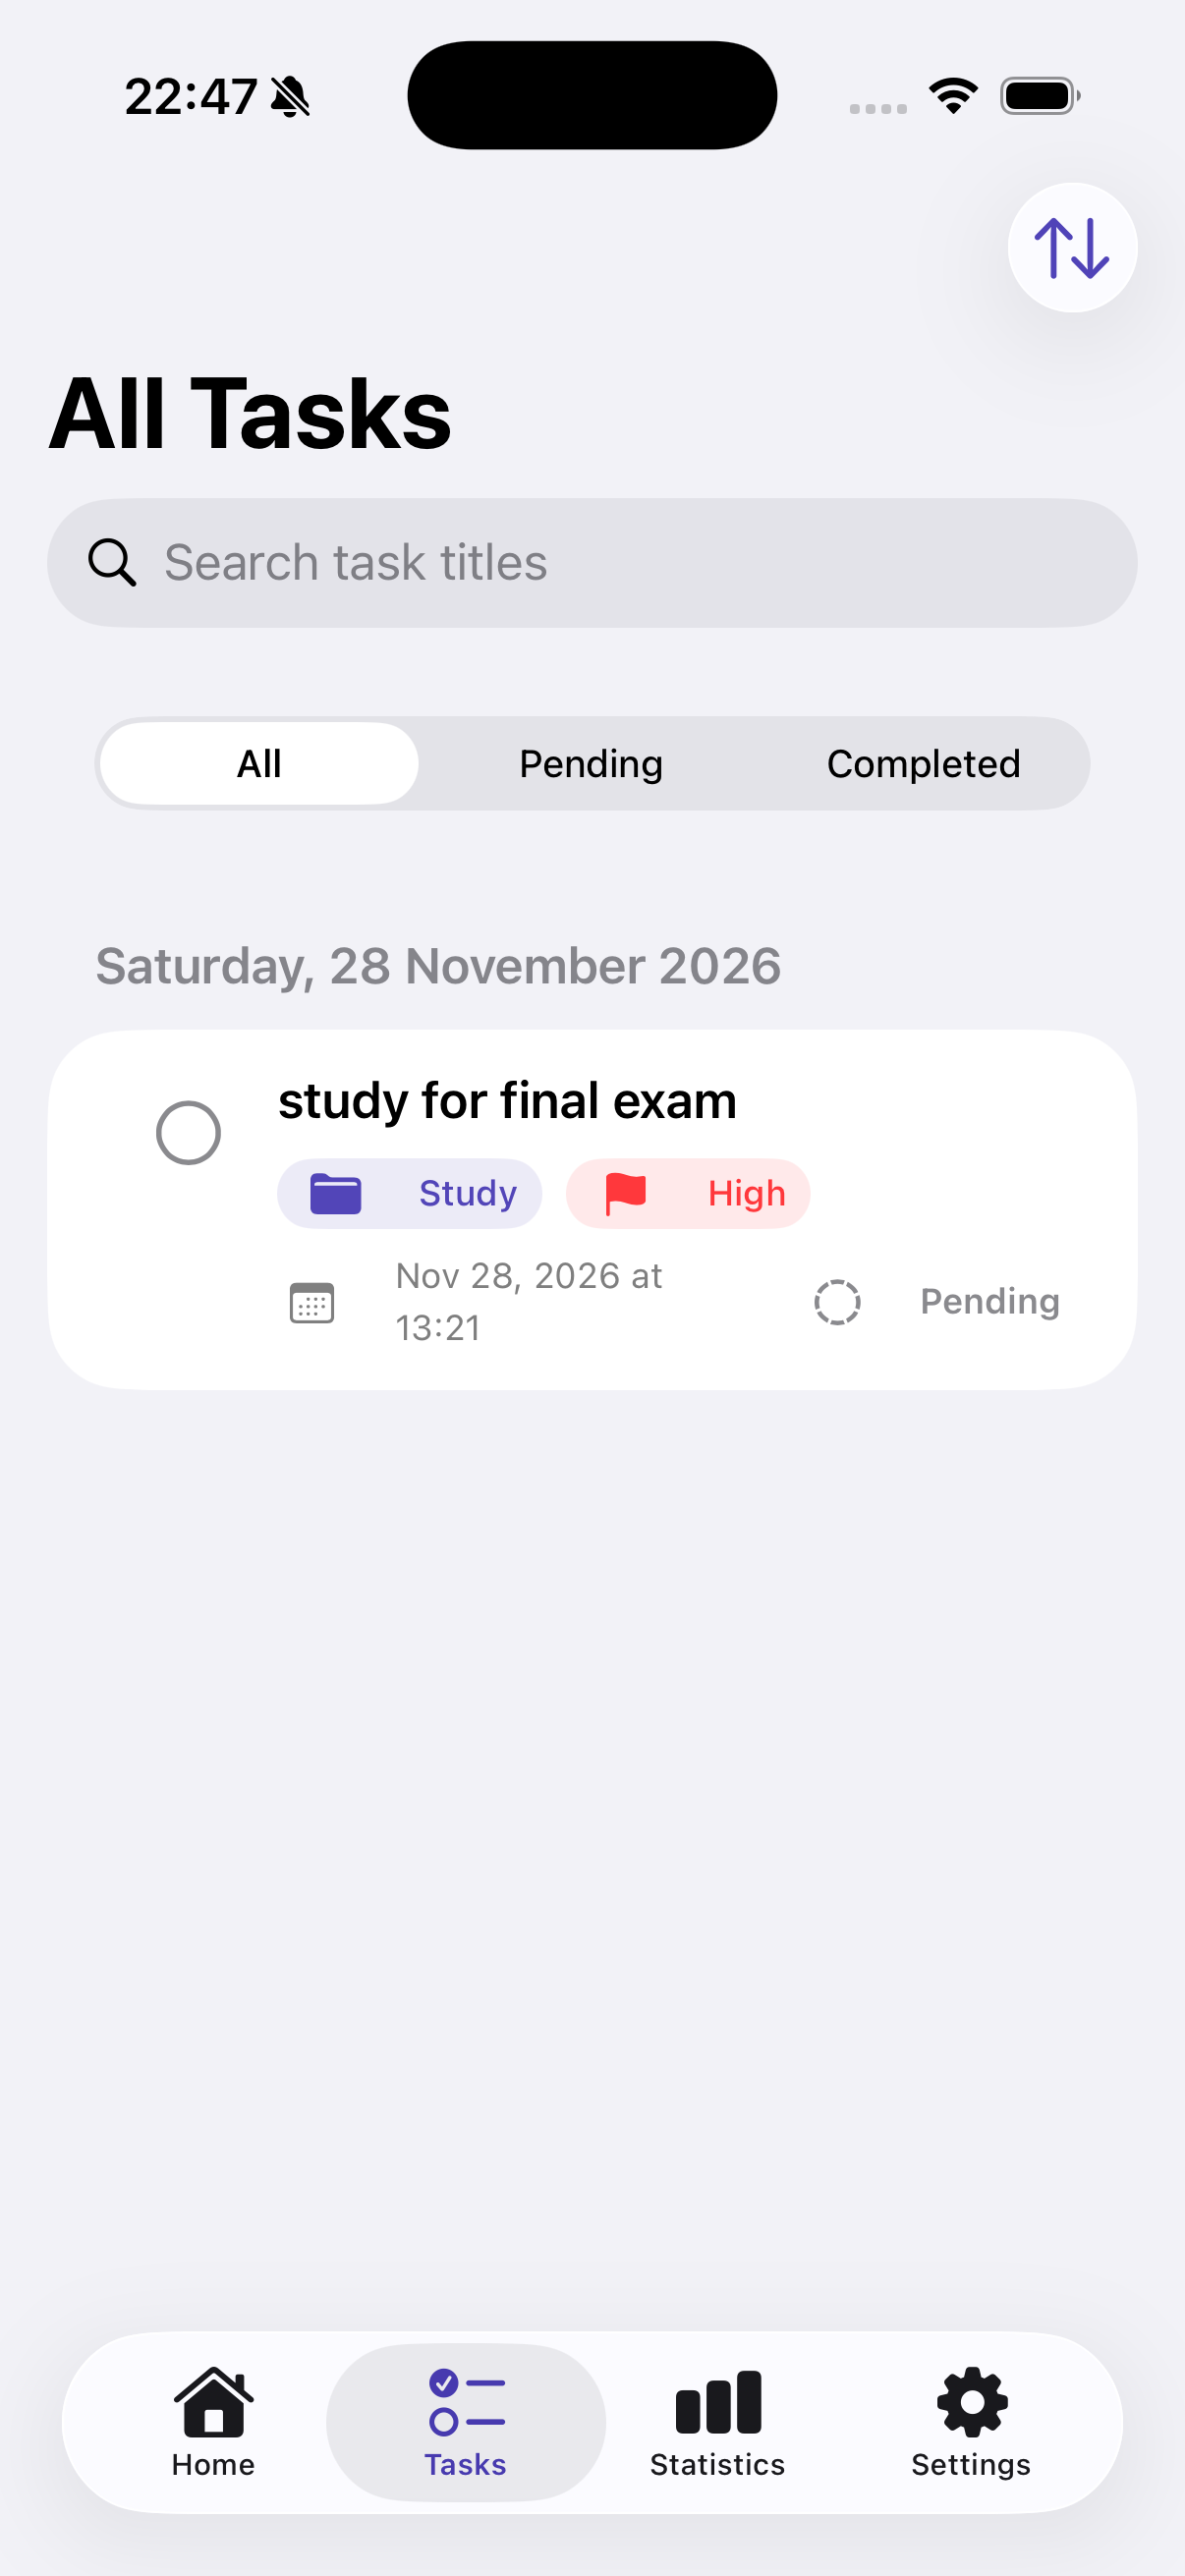 22:47
All Tasks
Search task titles
All Pending Completed
Saturday, 28 November 2026
study for final exam
Study High
Nov 28, 2026 at
13:21
Pending
Home Tasks Statistics Settings